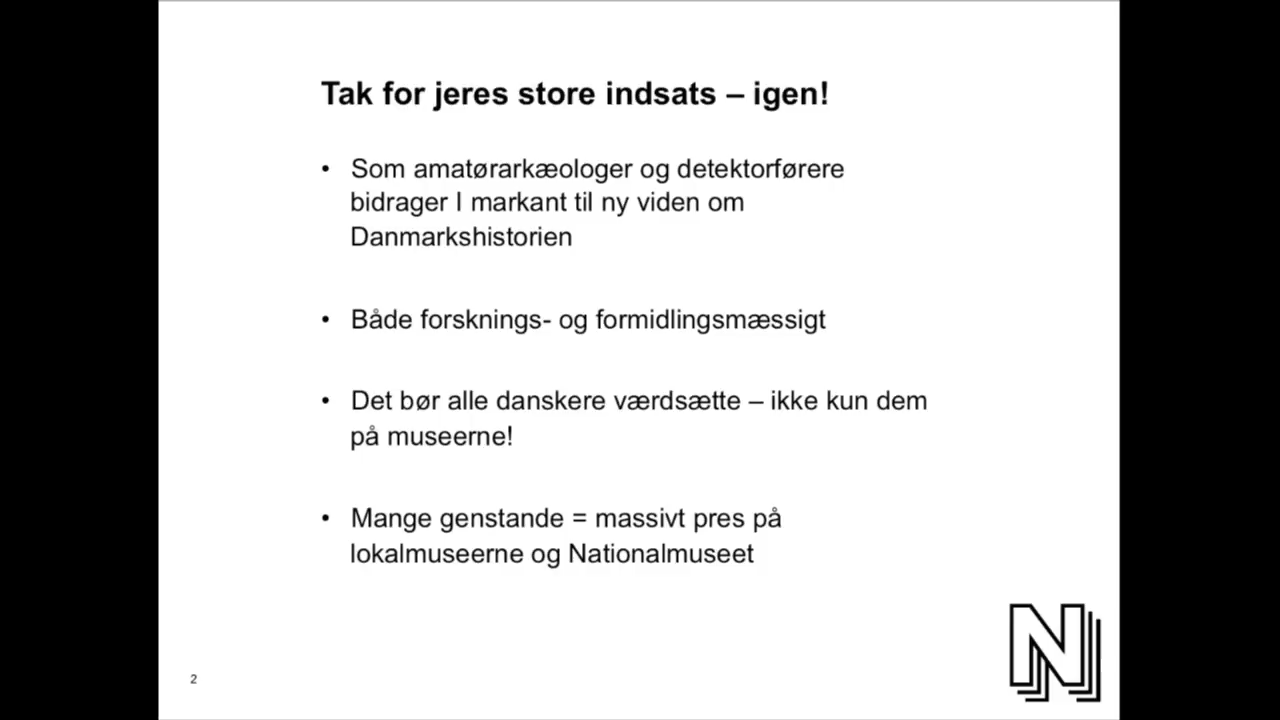 Tak for jeres store indsats – igen!
• Som amatørarkæologer og detektorførere
bidrager I markant til ny viden om
Danmarkshistorien
• Både forsknings- og formidlingsmæssigt
• Det bør alle danskere værdsætte – ikke kun dem
på museerne!
• Mange genstande = massivt pres på
lokalmuseerne og Nationalmuseet
N
2